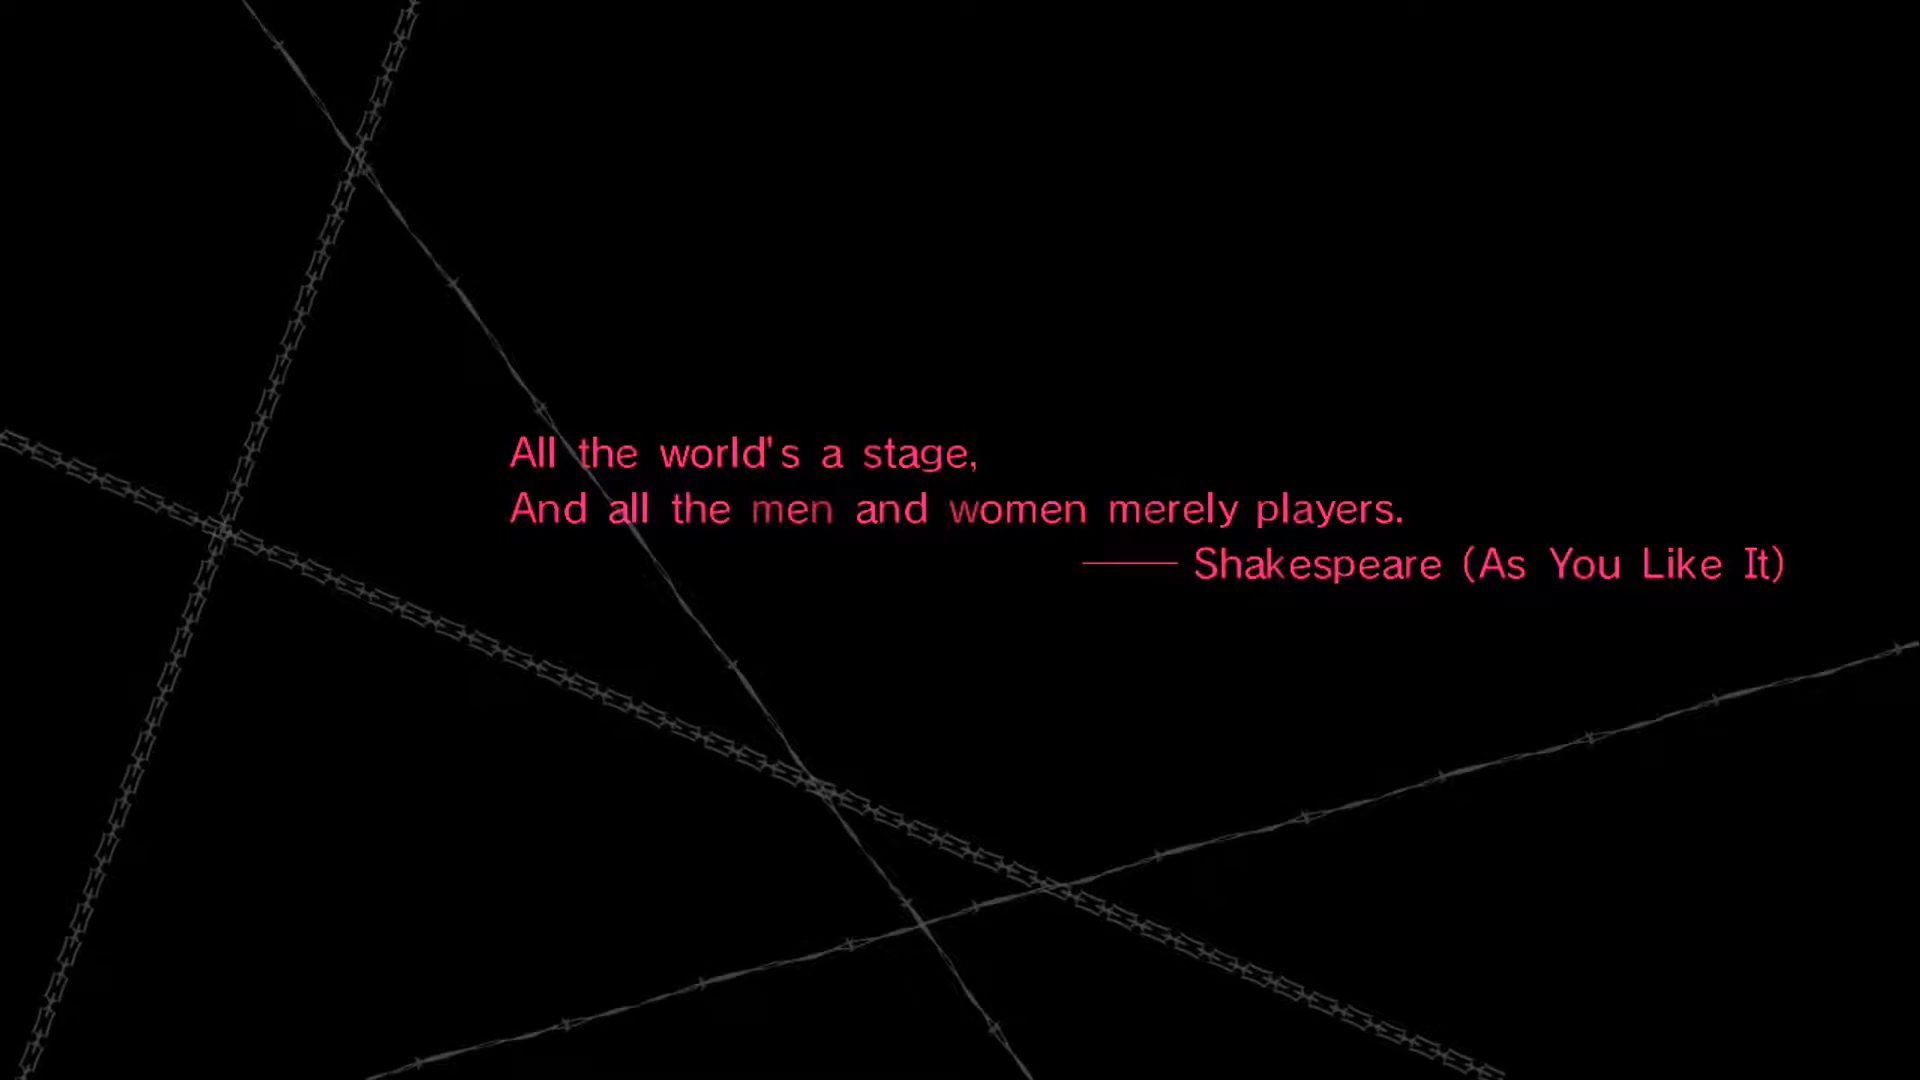 All the world's a stage,
And all the men and women merely players.
—— Shakespeare (As You Like It)